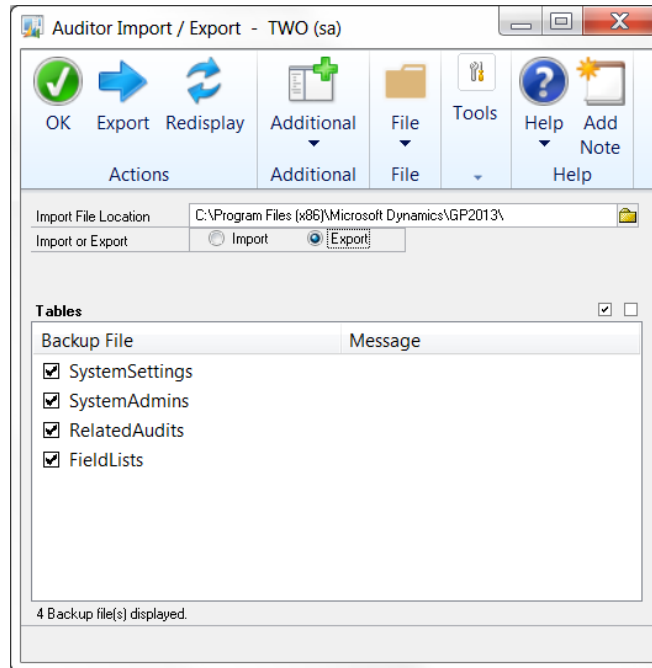 Auditor Import / Export - TWO (sa)
OK Export Redisplay Additional File Tools Help Add Note
Actions Additional File Help
Import File Location C:\Program Files (x86)\Microsoft Dynamics\GP2013\
Import or Export Import Export
Tables
Backup File Message
SystemSettings
SystemAdmins
RelatedAudits
FieldLists
4 Backup file(s) displayed.